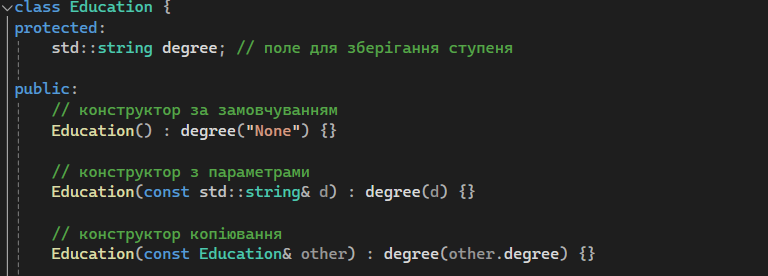 class Education {
protected:
    std::string degree; // поле для зберігання ступеня
public:
    // конструктор за замовчуванням
    Education() : degree("None") {}
    // конструктор з параметрами
    Education(const std::string& d) : degree(d) {}
    // конструктор копіювання
    Education(const Education& other) : degree(other.degree) {}